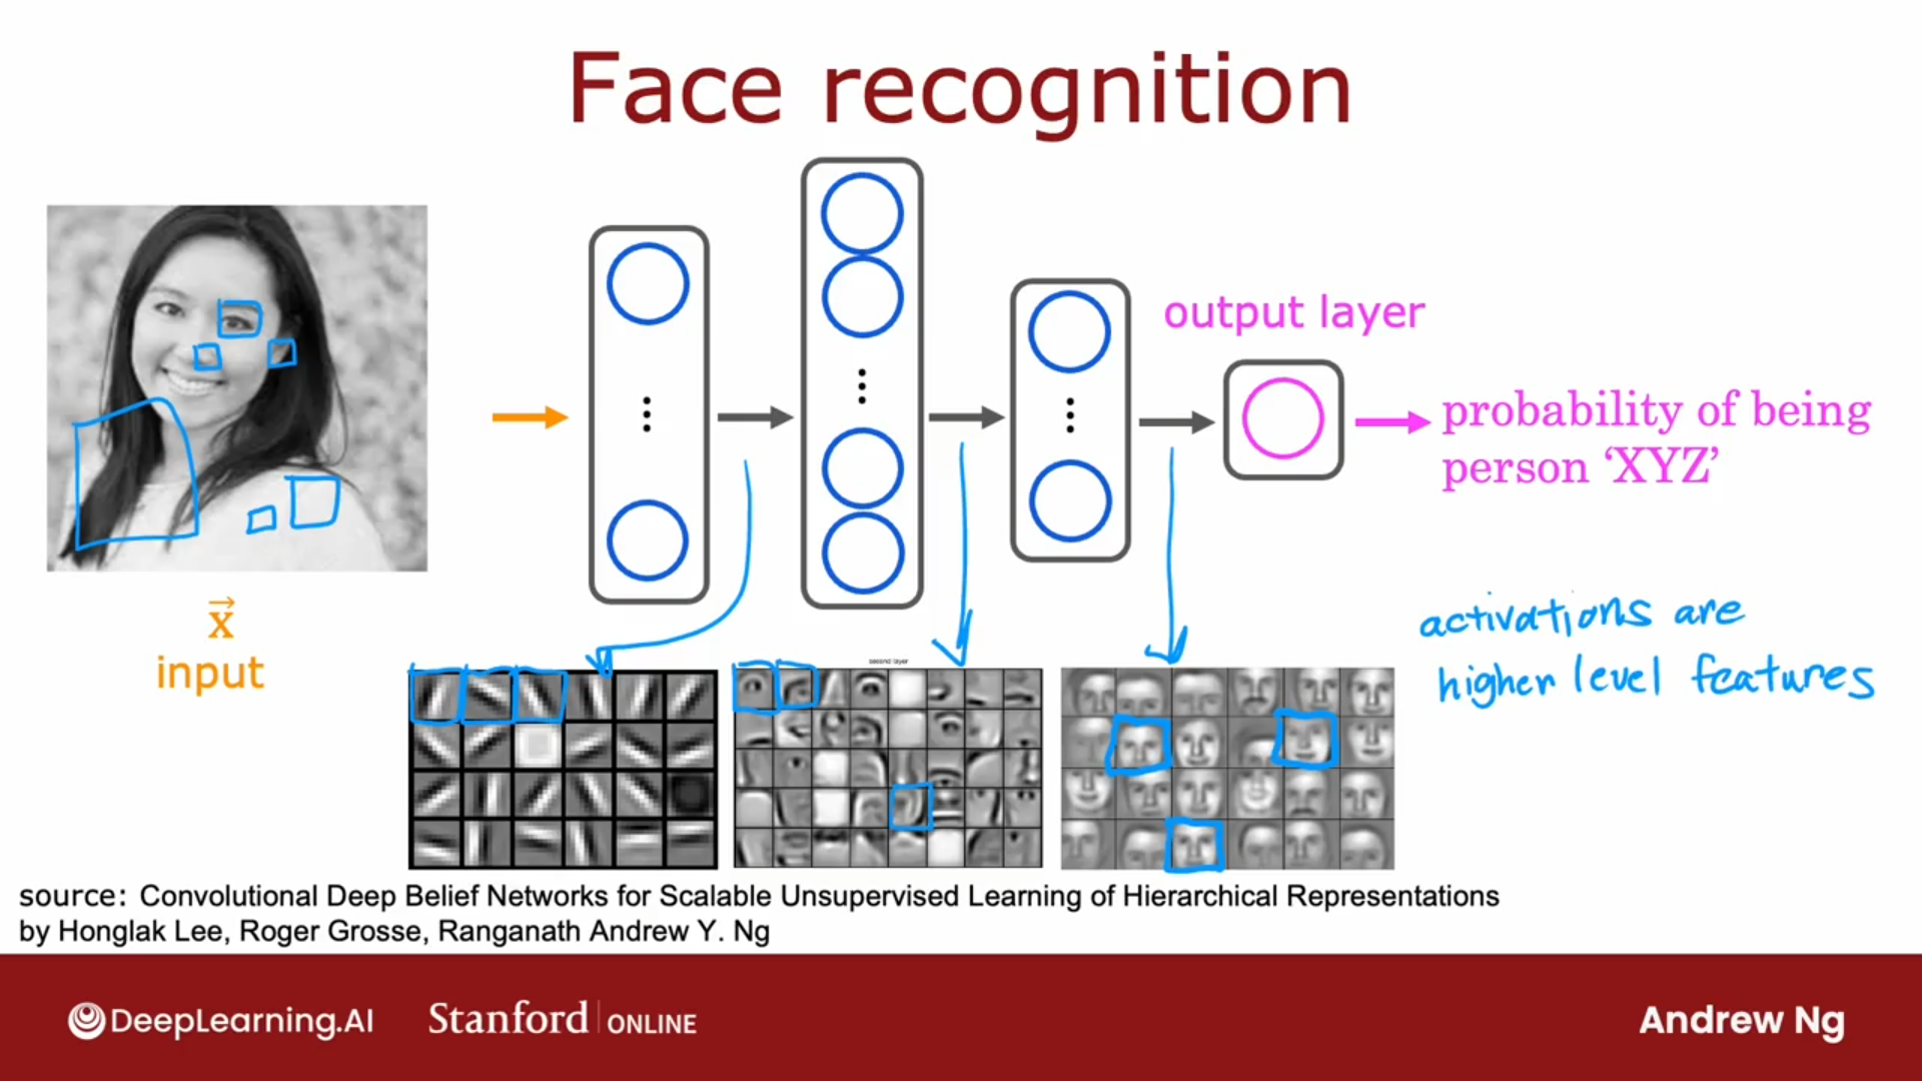 Face recognition
output layer
probability of being
person ‘XYZ’
x
input
activations are
higher level features
second layer
source: Convolutional Deep Belief Networks for Scalable Unsupervised Learning of Hierarchical Representations
by Honglak Lee, Roger Grosse, Ranganath Andrew Y. Ng
DeepLearning.AI
Stanford ONLINE
Andrew Ng